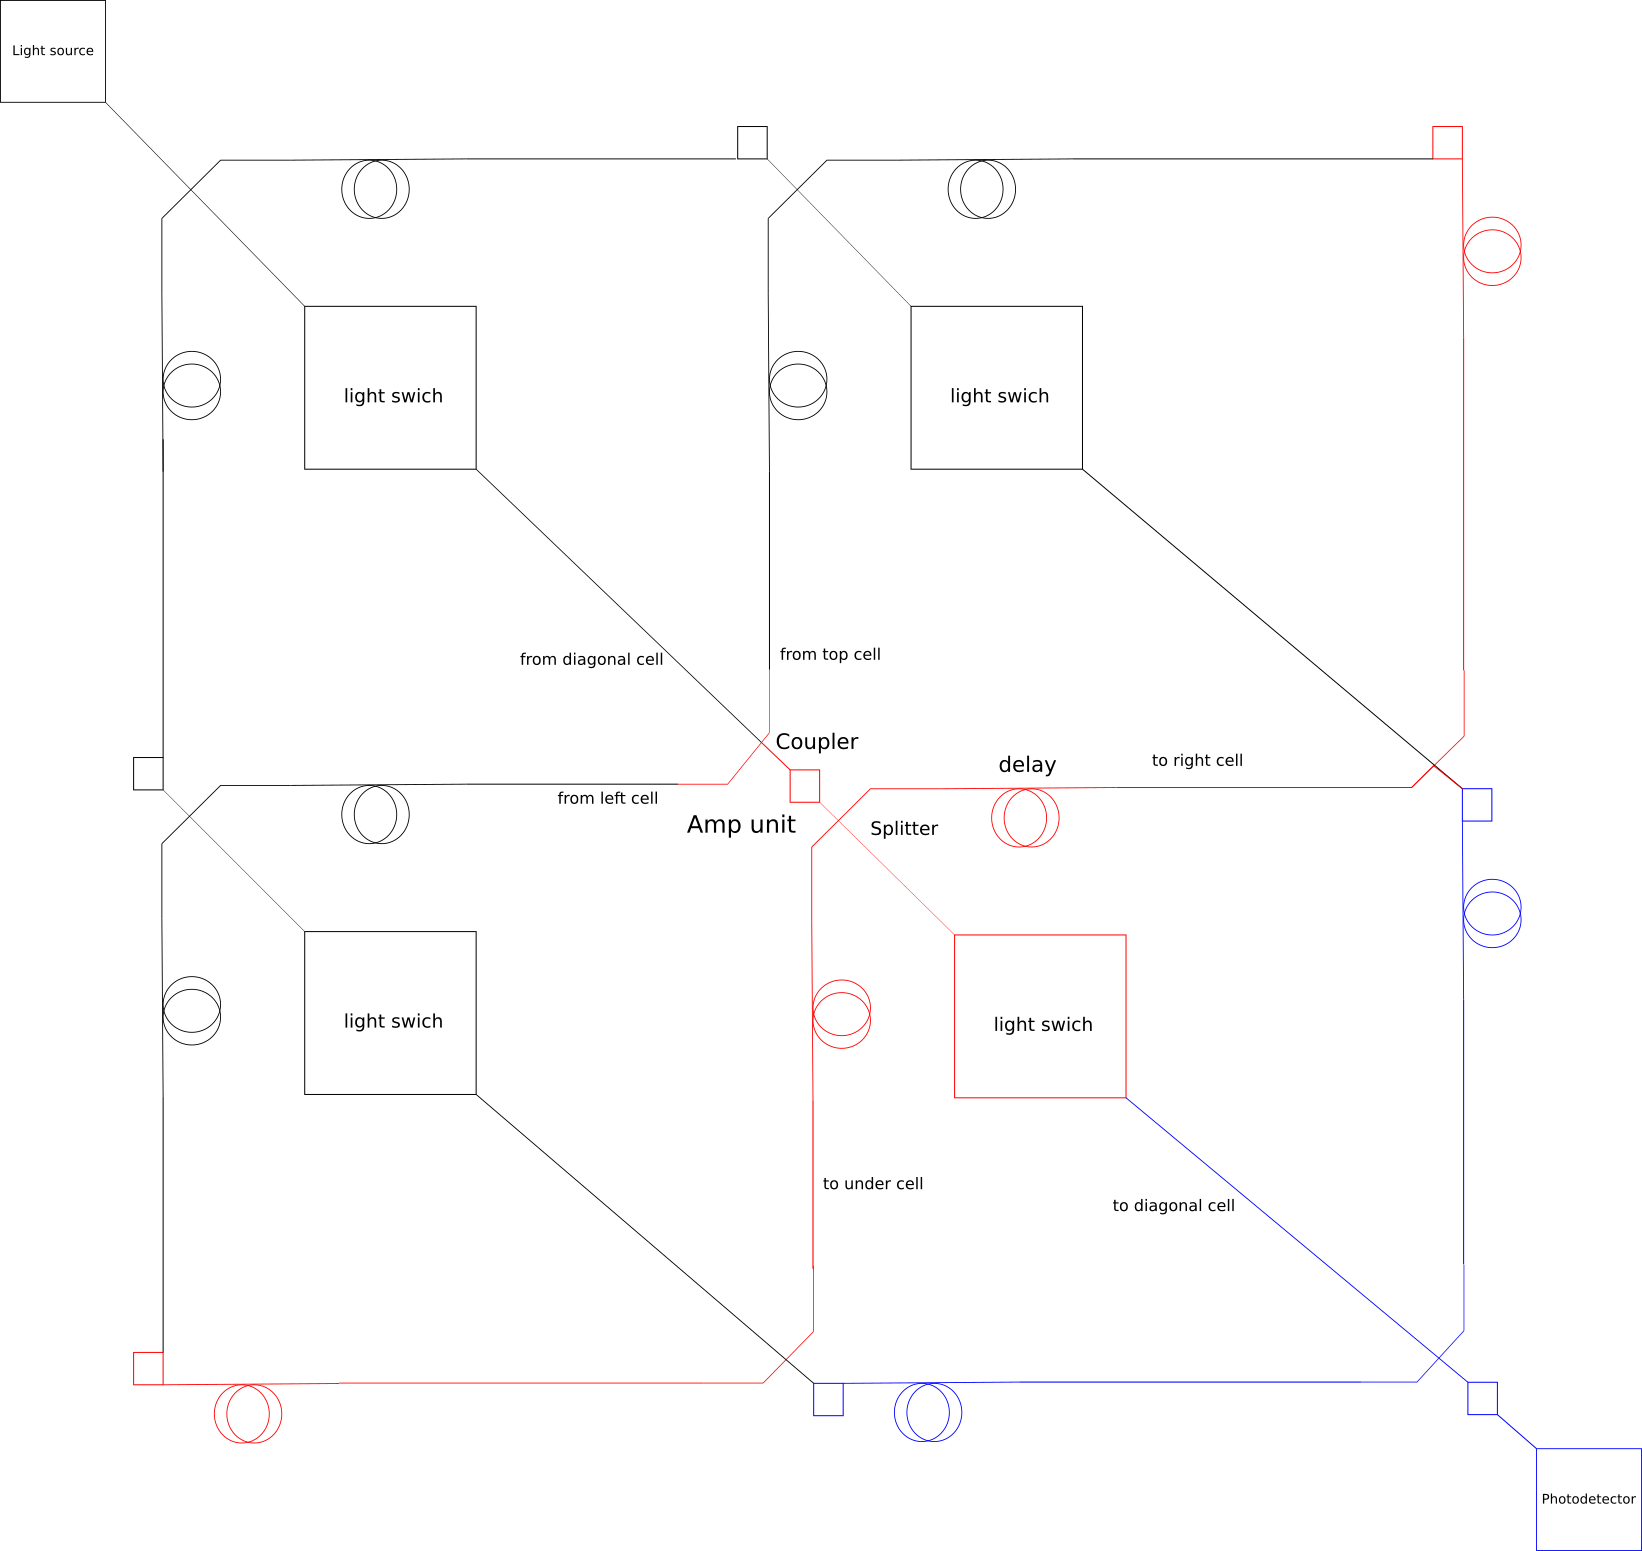 Light source
light swich
light swich
from diagonal cell
from top cell
Coupler
delay
to right cell
from left cell
Amp unit
Splitter
light swich
light swich
to under cell
to diagonal cell
Photodetector